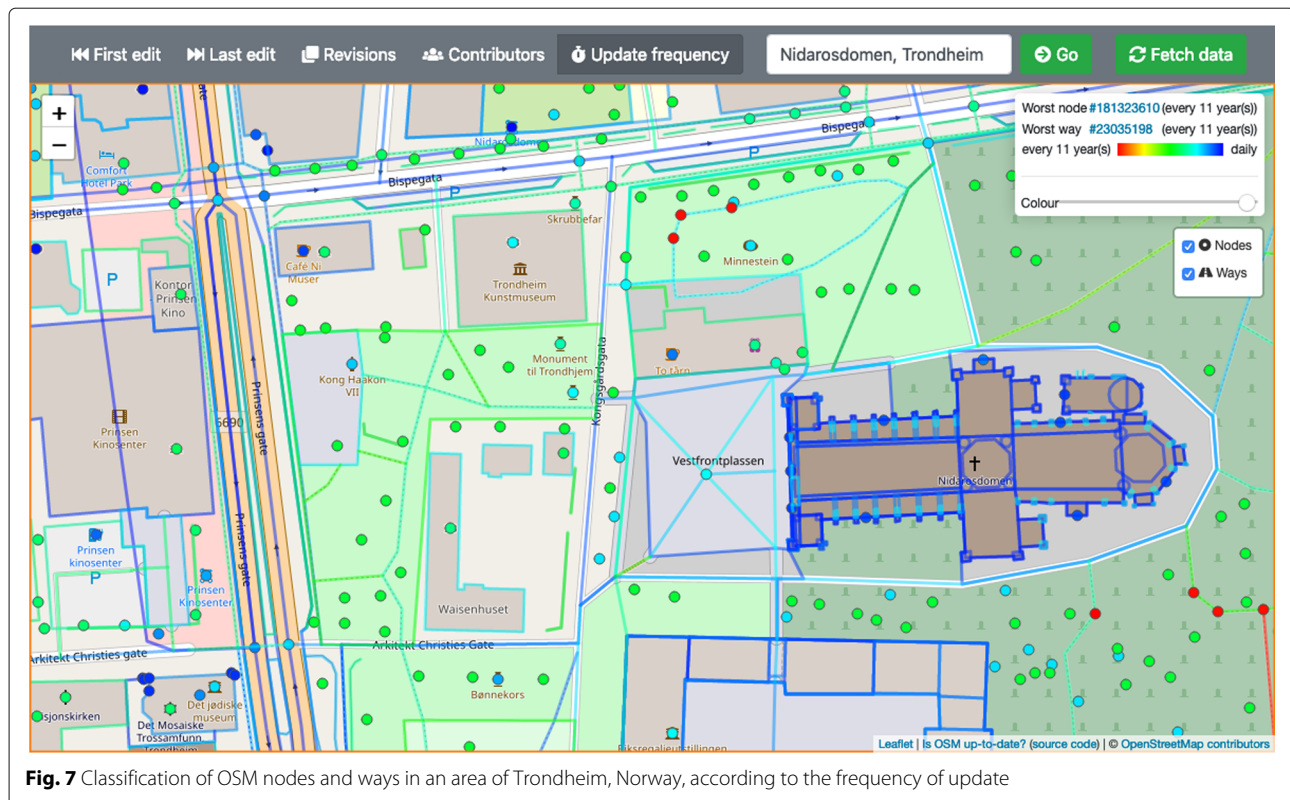 First edit Last edit Revisions Contributors Update frequency Nidarosdomen, Trondheim Go Fetch data
+
−
Worst node #181323610 (every 11 year(s))
Worst way #23035198 (every 11 year(s))
every 11 year(s) daily
Colour
Nodes
Ways
Bispegata
Comfort
Hotel Park
P
Bispegata
P
Bispegata
Skrubbefar
Café Ni
Muser
Minnestein
P
Trondheim
Kunstmuseum
Kontor
Prinsen
Kino
Monument
til Trondhjem
To tårn
Kong Haakon
VII
Kongsgårdsgata
Prinsens gate
6690
Prinsen
Kinosenter
Vestfrontplassen
Nidarosdomen
Prinsens gate
Prinsen
kinosenter
P
Prinsen
Kinosenter
Waisenhuset
Arkitekt Christies gate
Arkitekt Christies Gate
Bønnekors
Det jødiske
museum
sjonskirken
Det Mosaiske
Trossamfunn
Trondheim
Riksregalieutstillingen
Leaflet | Is OSM up-to-date? (source code) | © OpenStreetMap contributors
Fig. 7 Classification of OSM nodes and ways in an area of Trondheim, Norway, according to the frequency of update